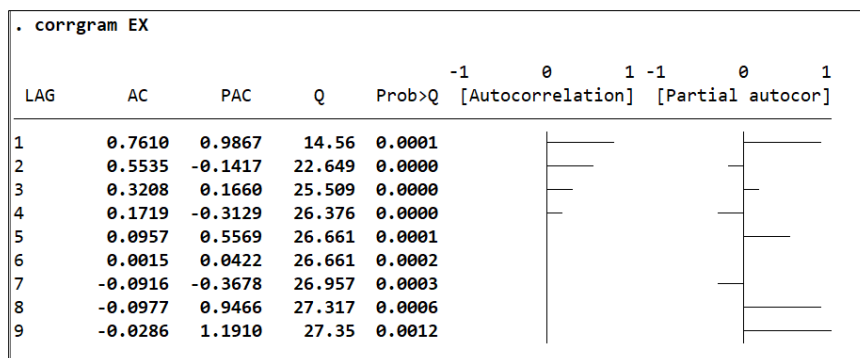 . corrgram EX
-1 0 1 -1 0 1
LAG AC PAC Q Prob>Q [Autocorrelation] [Partial autocor]
1 0.7610 0.9867 14.56 0.0001
2 0.5535 -0.1417 22.649 0.0000
3 0.3208 0.1660 25.509 0.0000
4 0.1719 -0.3129 26.376 0.0000
5 0.0957 0.5569 26.661 0.0001
6 0.0015 0.0422 26.661 0.0002
7 -0.0916 -0.3678 26.957 0.0003
8 -0.0977 0.9466 27.317 0.0006
9 -0.0286 1.1910 27.35 0.0012